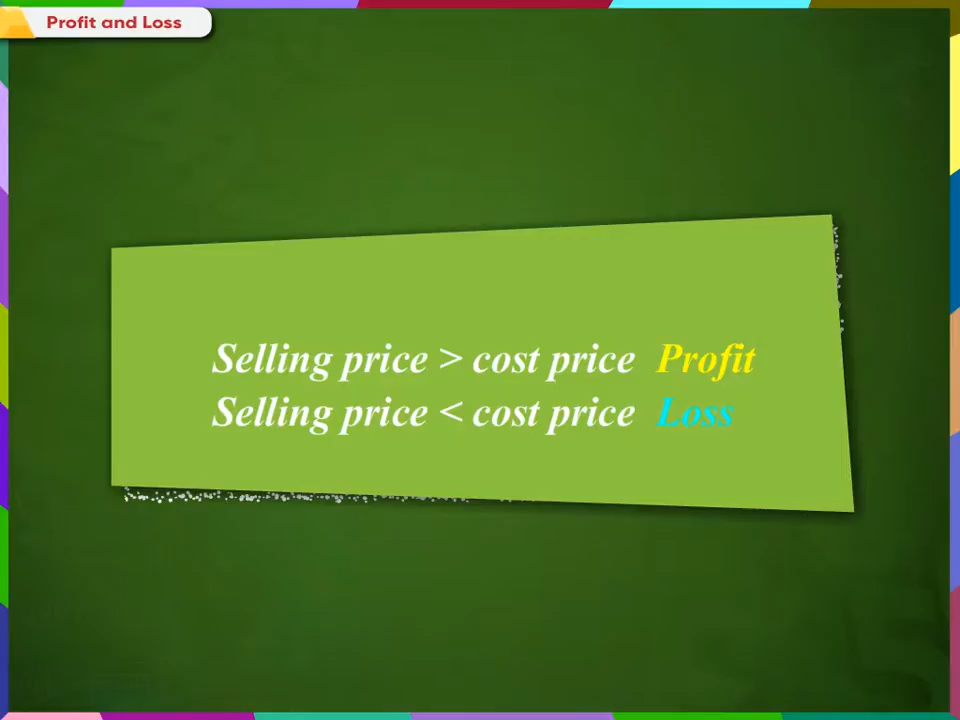 Profit and Loss
Selling price > cost price Profit
Selling price < cost price Loss